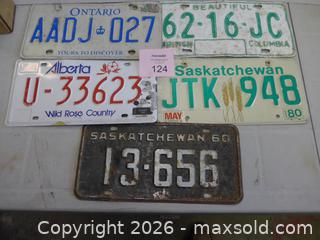 ONTARIO
AADJ 027
YOURS TO DISCOVER
BEAUTIFUL
62-16-JC
BRITISH COLUMBIA
124
Alberta
U-33623
Wild Rose Country
Saskatchewan
JTK 948
MAY 80
SASKATCHEWAN 60
13-656
Copyright © 2026 - maxsold.com